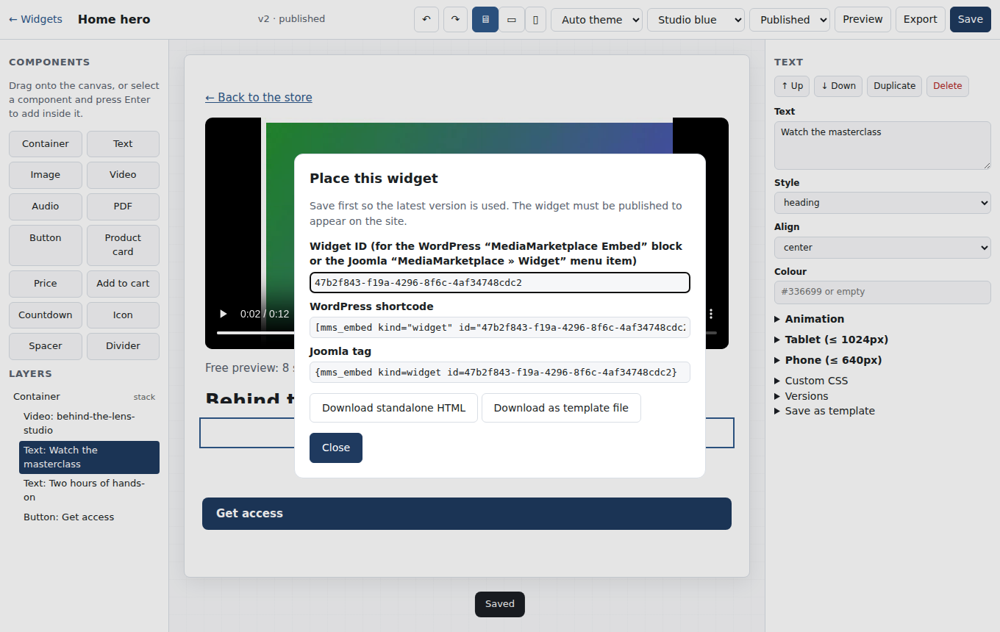 ← Widgets
Home hero
v2 · published
↶
↷
Auto theme
Studio blue
Published
Preview
Export
Save
COMPONENTS
Drag onto the canvas, or select
a component and press Enter
to add inside it.
Container
Text
Image
Video
Audio
PDF
Button
Product
card
Price
Add to cart
Countdown
Icon
Spacer
Divider
LAYERS
Container
stack
Video: behind-the-lens-
studio
Text: Watch the
masterclass
Text: Two hours of hands-
on
Button: Get access
← Back to the store
0:02 / 0:12
Free preview: 8
Behind
Get access
Place this widget
Save first so the latest version is used. The widget must be published to
appear on the site.
Widget ID (for the WordPress “MediaMarketplace Embed” block
or the Joomla “MediaMarketplace » Widget” menu item)
47b2f843-f19a-4296-8f6c-4af34748cdc2
WordPress shortcode
[mms_embed kind="widget" id="47b2f843-f19a-4296-8f6c-4af34748cdc2
Joomla tag
{mms_embed kind=widget id=47b2f843-f19a-4296-8f6c-4af34748cdc2}
Download standalone HTML
Download as template file
Close
Saved
TEXT
↑ Up
↓ Down
Duplicate
Delete
Text
Watch the masterclass
Style
heading
Align
center
Colour
#336699 or empty
Animation
Tablet (≤ 1024px)
Phone (≤ 640px)
Custom CSS
Versions
Save as template